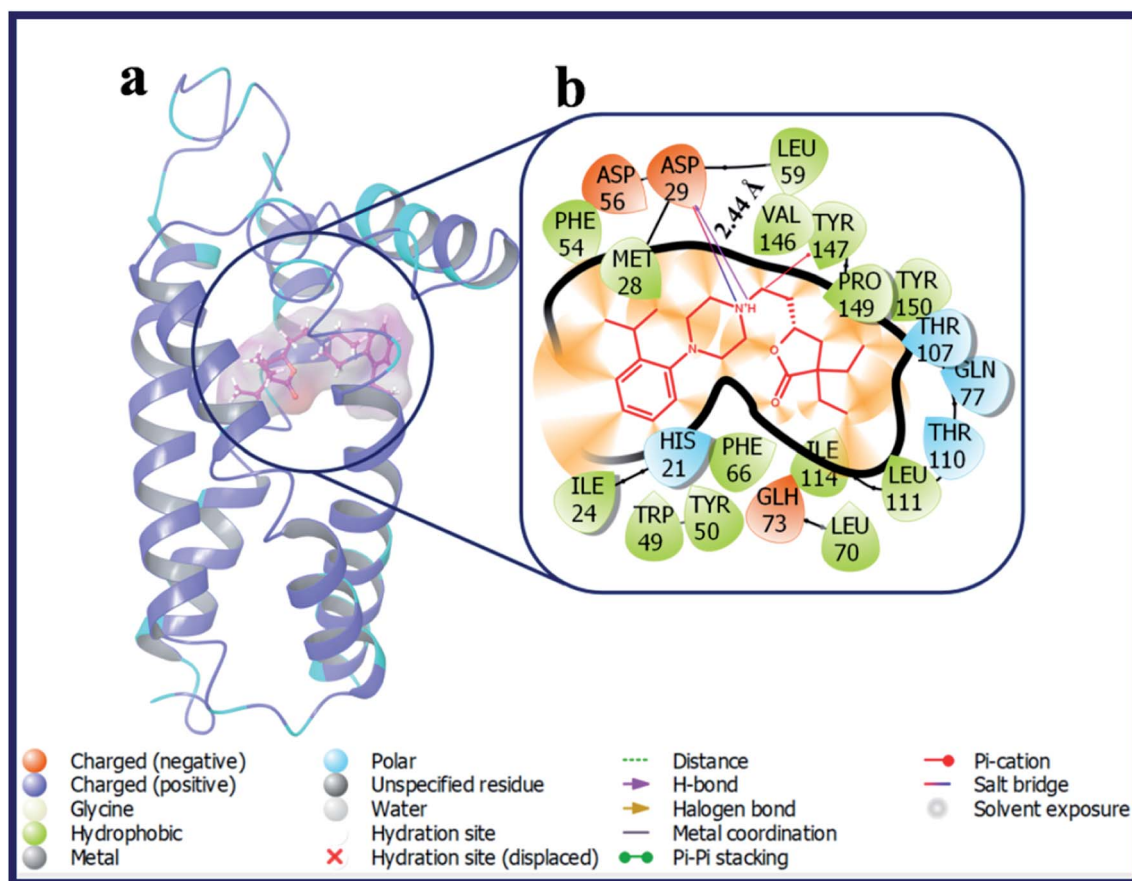 a
b
ASP
56
ASP
29
LEU
59
2.44 Å
PHE
54
MET
28
VAL
146
TYR
147
PRO
149
TYR
150
THR
107
GLN
77
THR
110
N⁺H
N
O
O
HIS
21
PHE
66
ILE
114
LEU
111
ILE
24
TRP
49
TYR
50
GLH
73
LEU
70
Charged (negative)
Charged (positive)
Glycine
Hydrophobic
Metal
Polar
Unspecified residue
Water
Hydration site
Hydration site (displaced)
Distance
H-bond
Halogen bond
Metal coordination
Pi-Pi stacking
Pi-cation
Salt bridge
Solvent exposure